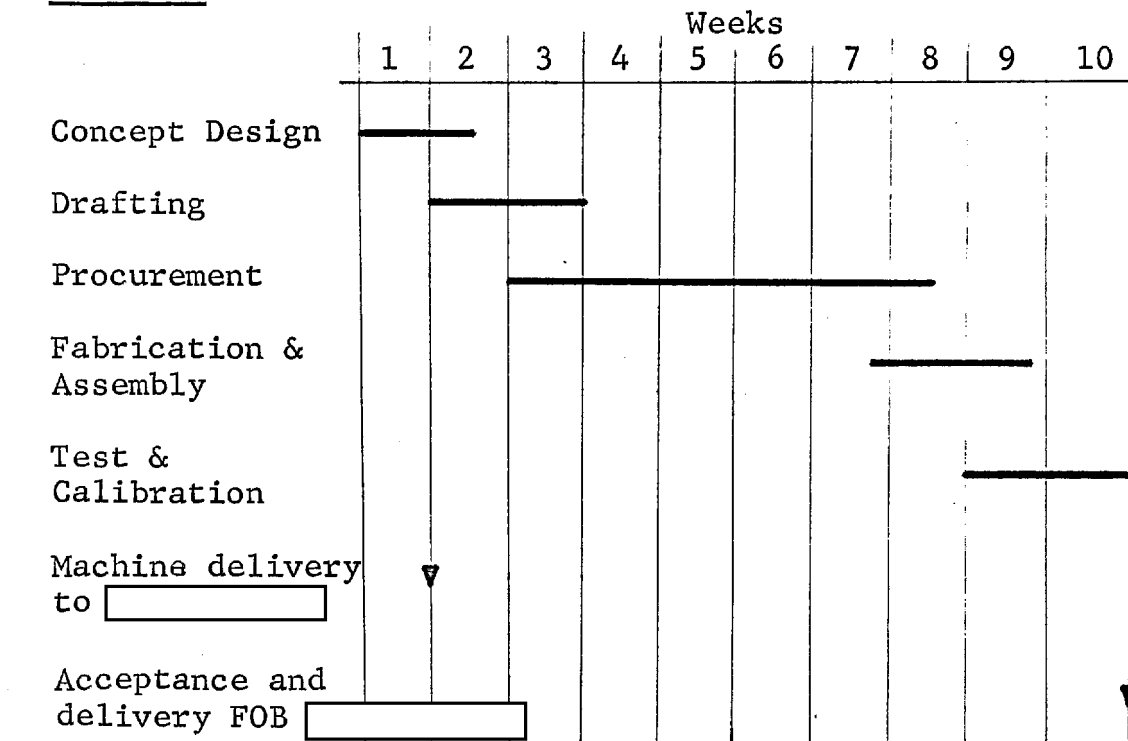 Weeks
1 2 3 4 5 6 7 8 9 10
Concept Design
Drafting
Procurement
Fabrication &
Assembly
Test &
Calibration
Machine delivery
to
Acceptance and
delivery FOB